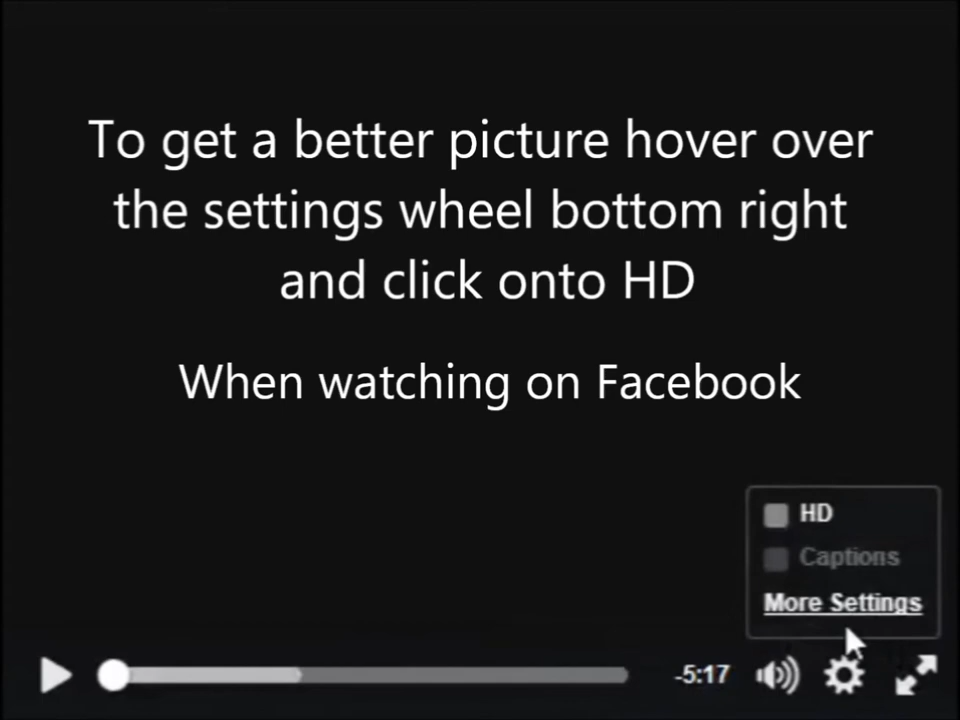 To get a better picture hover over
the settings wheel bottom right
and click onto HD
When watching on Facebook
HD
Captions
More Settings
-5:17